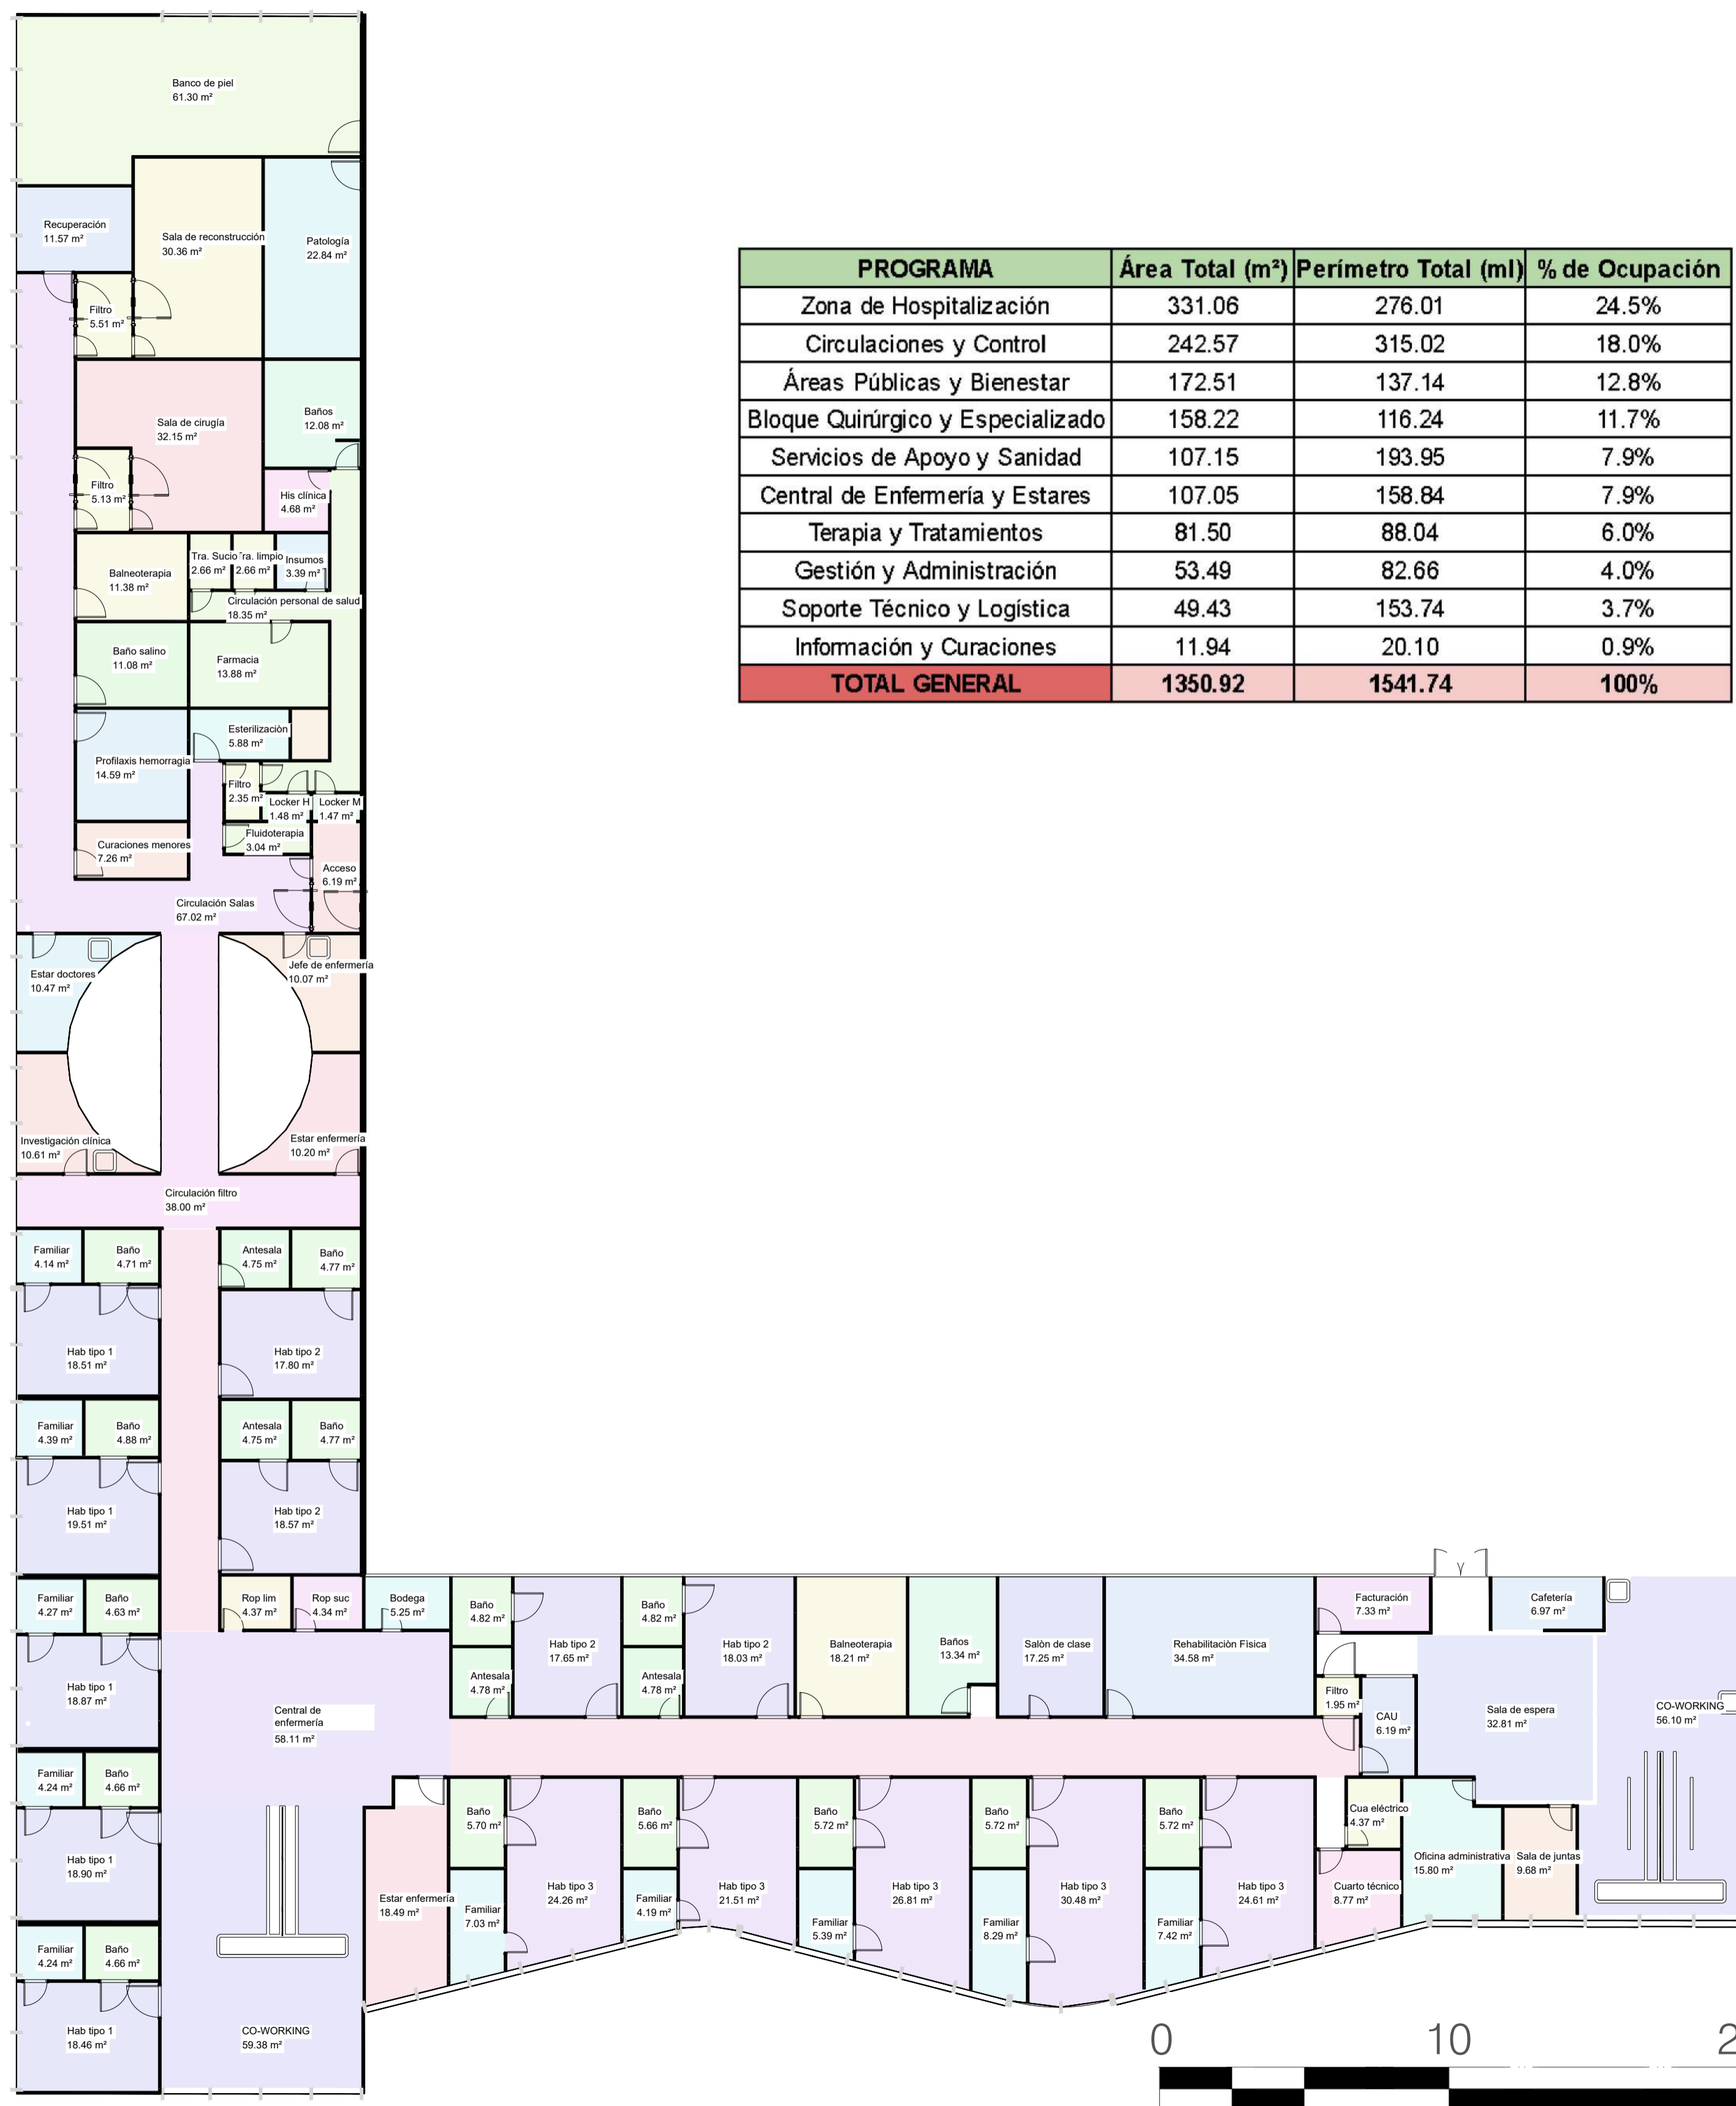 Banco de piel
61.30 m²
Recuperación
11.57 m²
Sala de reconstrucción
30.36 m²
Patología
22.84 m²
Filtro
5.51 m²
Sala de cirugía
32.15 m²
Baños
12.08 m²
Filtro
5.13 m²
His clínica
4.68 m²
Balneoterapia
11.38 m²
Tra. Sucio
2.66 m²
ra. limpio
2.66 m²
Insumos
3.39 m²
Circulación personal de salud
18.35 m²
Baño salino
11.08 m²
Farmacia
13.88 m²
Esterilizaciòn
5.88 m²
Profilaxis hemorragia
14.59 m²
Filtro
2.35 m²
Locker H
1.48 m²
Locker M
1.47 m²
Fluidoterapia
3.04 m²
Curaciones menores
7.26 m²
Acceso
6.19 m²
Circulación Salas
67.02 m²
Estar doctores
10.47 m²
Jefe de enfermería
10.07 m²
Investigación clínica
10.61 m²
Estar enfermería
10.20 m²
Circulación filtro
38.00 m²
Familiar
4.14 m²
Baño
4.71 m²
Antesala
4.75 m²
Baño
4.77 m²
Hab tipo 1
18.51 m²
Hab tipo 2
17.80 m²
Familiar
4.39 m²
Baño
4.88 m²
Antesala
4.75 m²
Baño
4.77 m²
Hab tipo 1
19.51 m²
Hab tipo 2
18.57 m²
Familiar
4.27 m²
Baño
4.63 m²
Rop lim
4.37 m²
Rop suc
4.34 m²
Bodega
5.25 m²
Hab tipo 1
18.87 m²
Central de
enfermería
58.11 m²
Familiar
4.24 m²
Baño
4.66 m²
Hab tipo 1
18.90 m²
Familiar
4.24 m²
Baño
4.66 m²
Hab tipo 1
18.46 m²
CO-WORKING
59.38 m²
Baño
4.82 m²
Antesala
4.78 m²
Hab tipo 2
17.65 m²
Baño
4.82 m²
Antesala
4.78 m²
Hab tipo 2
18.03 m²
Balneoterapia
18.21 m²
Baños
13.34 m²
Salòn de clase
17.25 m²
Rehabilitaciòn Fìsica
34.58 m²
Facturación
7.33 m²
Cafetería
6.97 m²
Filtro
1.95 m²
CAU
6.19 m²
Sala de espera
32.81 m²
CO-WORKING
56.10 m²
Estar enfermería
18.49 m²
Baño
5.70 m²
Familiar
7.03 m²
Hab tipo 3
24.26 m²
Baño
5.66 m²
Familiar
4.19 m²
Hab tipo 3
21.51 m²
Baño
5.72 m²
Familiar
5.39 m²
Hab tipo 3
26.81 m²
Baño
5.72 m²
Familiar
8.29 m²
Hab tipo 3
30.48 m²
Baño
5.72 m²
Familiar
7.42 m²
Hab tipo 3
24.61 m²
Cua eléctrico
4.37 m²
Cuarto técnico
8.77 m²
Oficina administrativa
15.80 m²
Sala de juntas
9.68 m²
PROGRAMA Área Total (m²) Perímetro Total (ml) % de Ocupación
Zona de Hospitalización 331.06 276.01 24.5%
Circulaciones y Control 242.57 315.02 18.0%
Áreas Públicas y Bienestar 172.51 137.14 12.8%
Bloque Quirúrgico y Especializado 158.22 116.24 11.7%
Servicios de Apoyo y Sanidad 107.15 193.95 7.9%
Central de Enfermería y Estares 107.05 158.84 7.9%
Terapia y Tratamientos 81.50 88.04 6.0%
Gestión y Administración 53.49 82.66 4.0%
Soporte Técnico y Logística 49.43 153.74 3.7%
Información y Curaciones 11.94 20.10 0.9%
TOTAL GENERAL 1350.92 1541.74 100%
0 10 2